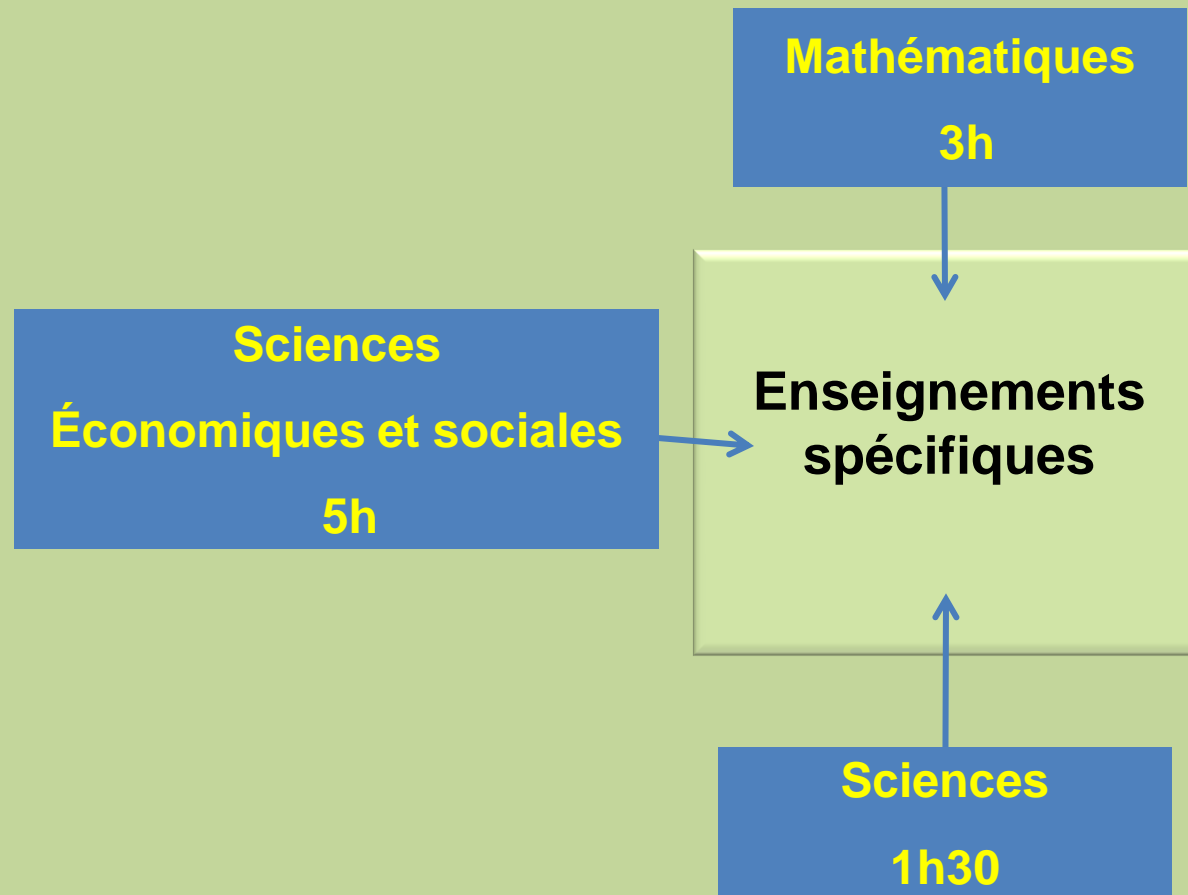 Mathématiques
3h
Sciences
Économiques et sociales
5h
Enseignements
spécifiques
Sciences
1h30